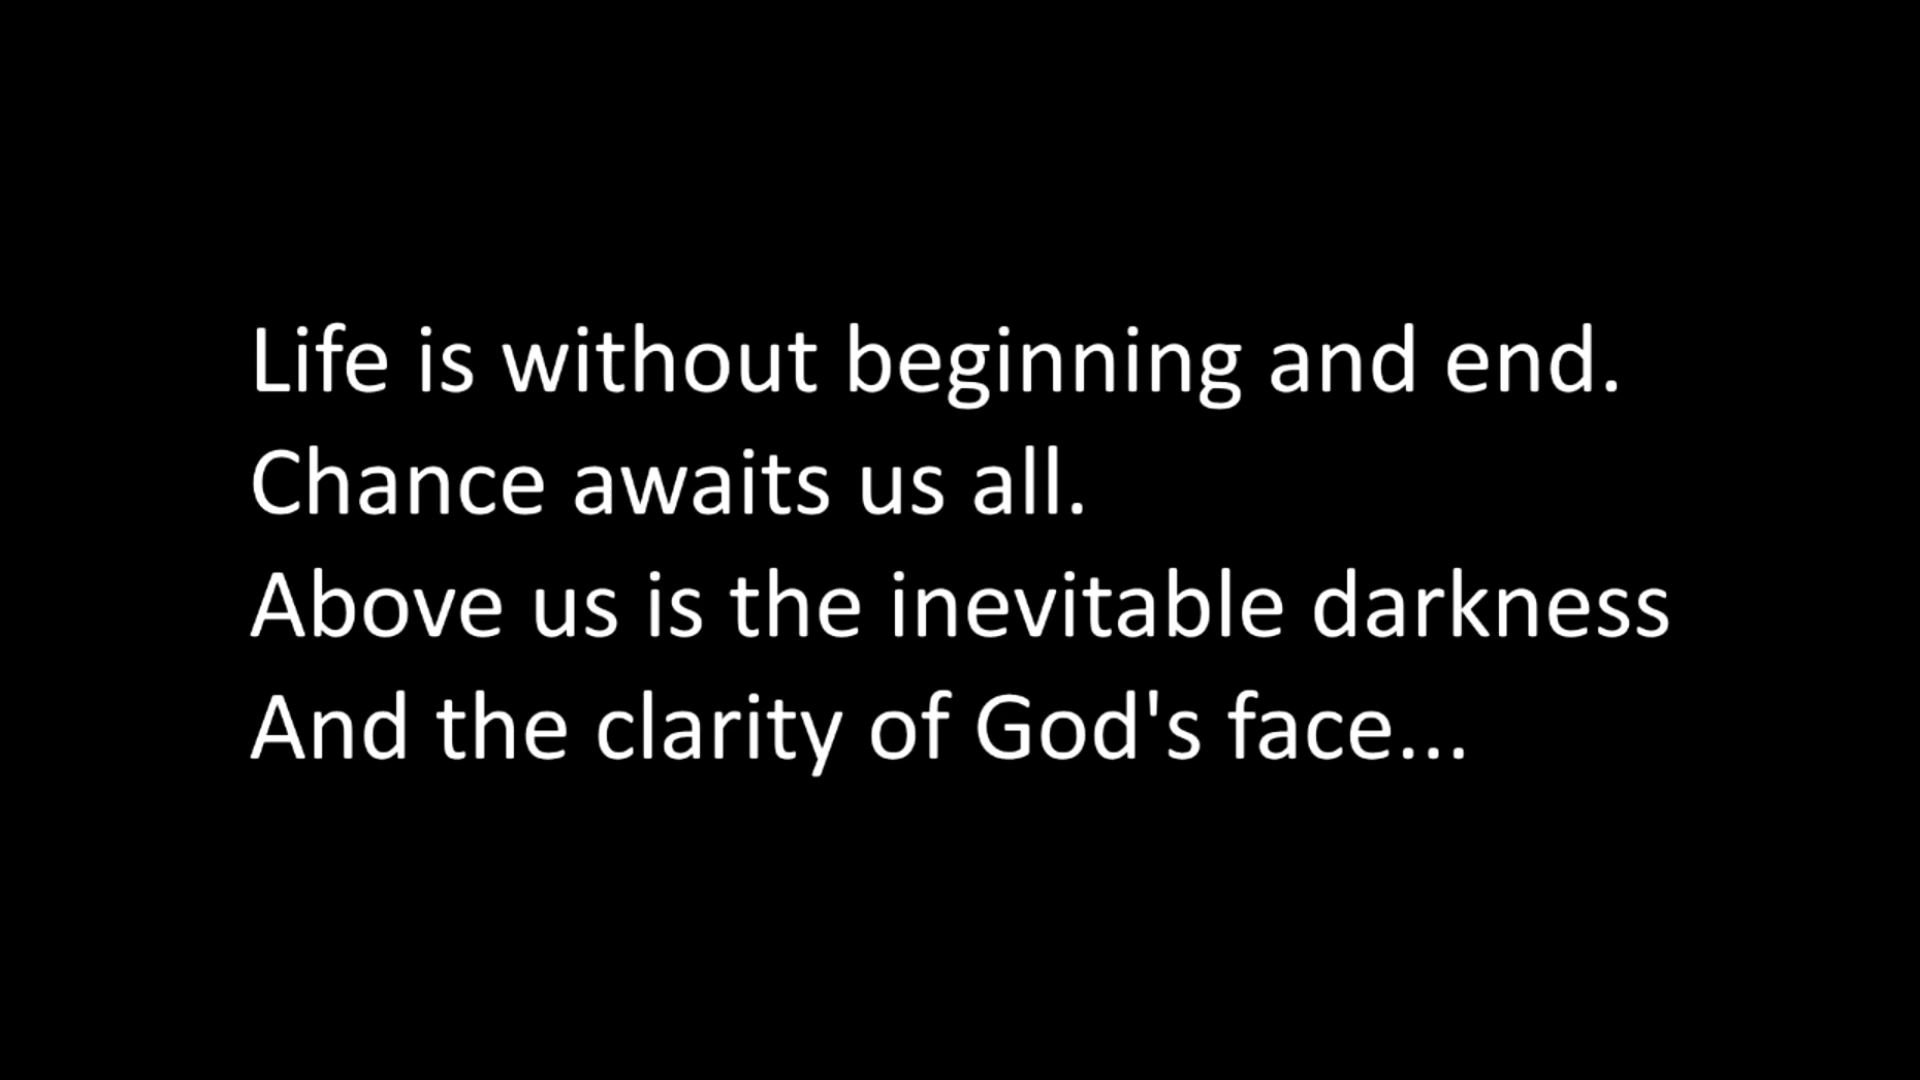 Life is without beginning and end.
Chance awaits us all.
Above us is the inevitable darkness
And the clarity of God's face...